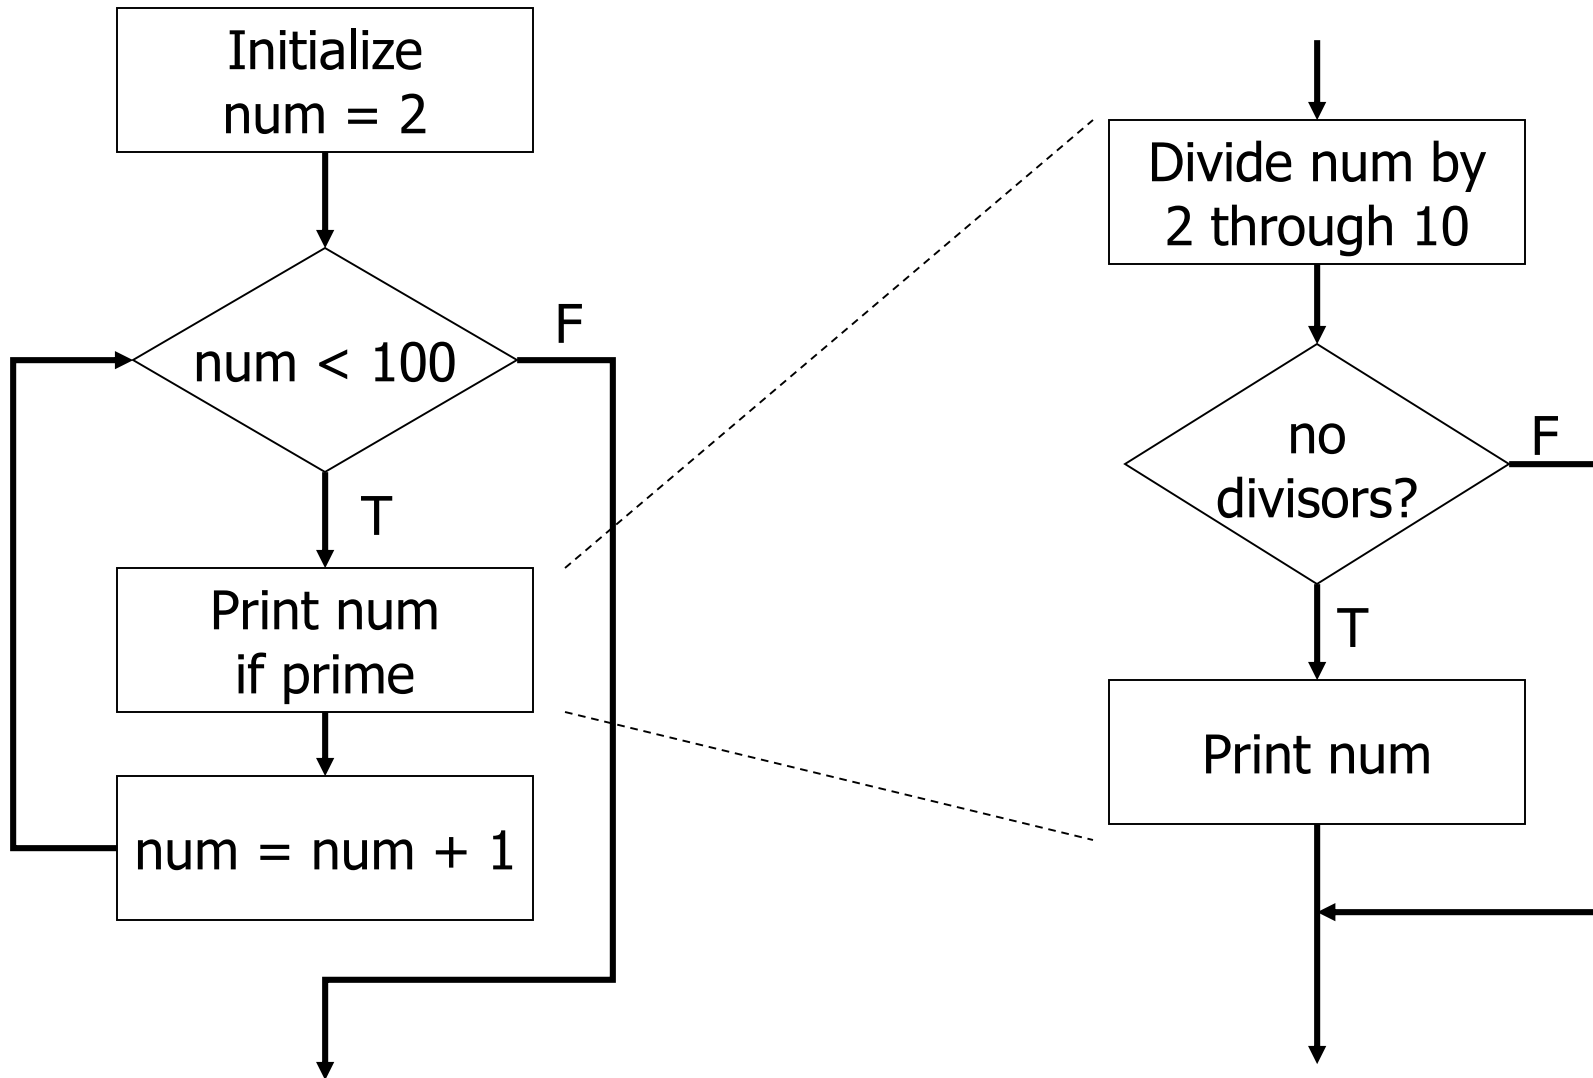 Initialize
num = 2
num < 100
F
T
Print num
if prime
num = num + 1
Divide num by
2 through 10
no
divisors?
F
T
Print num